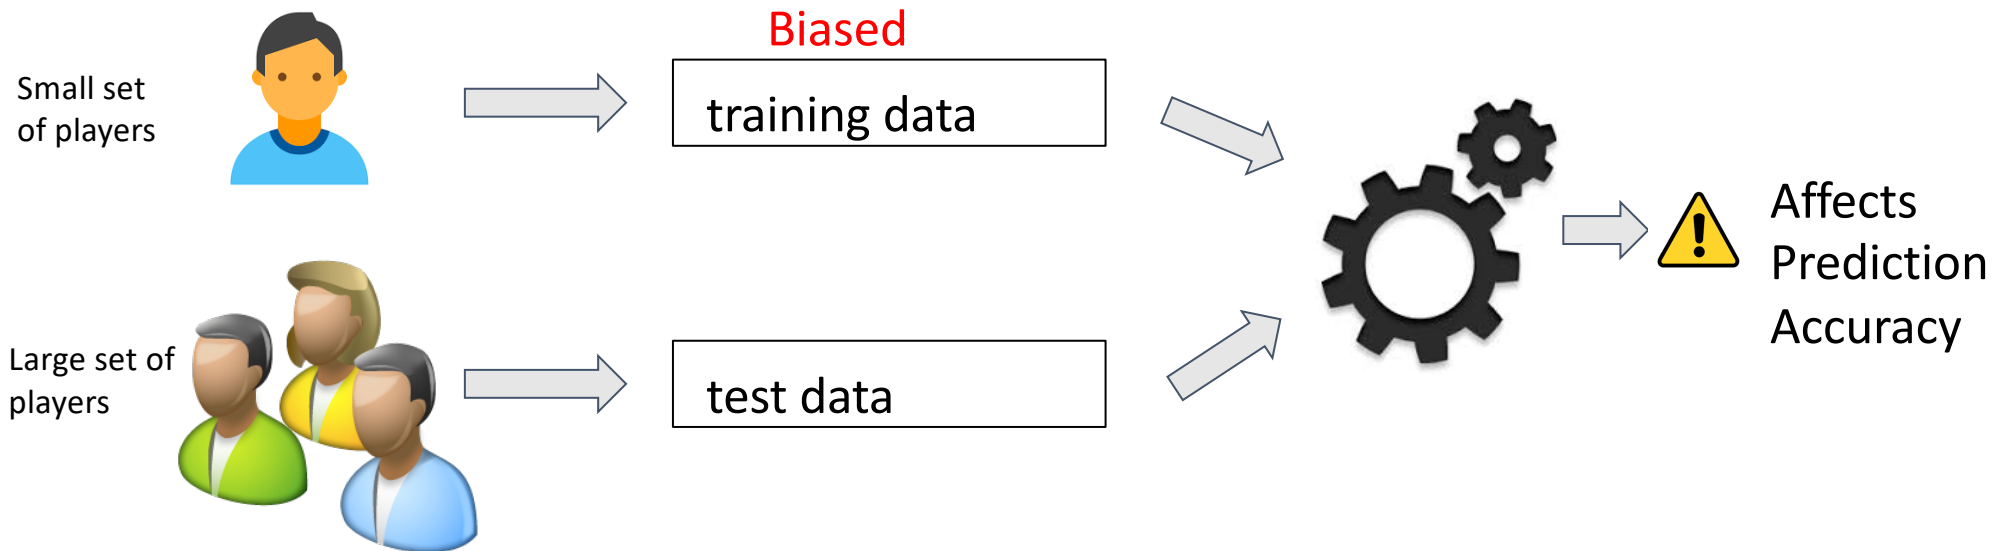 Biased
Small set
of players
training data
Affects
Prediction
Accuracy
Large set of
players
test data